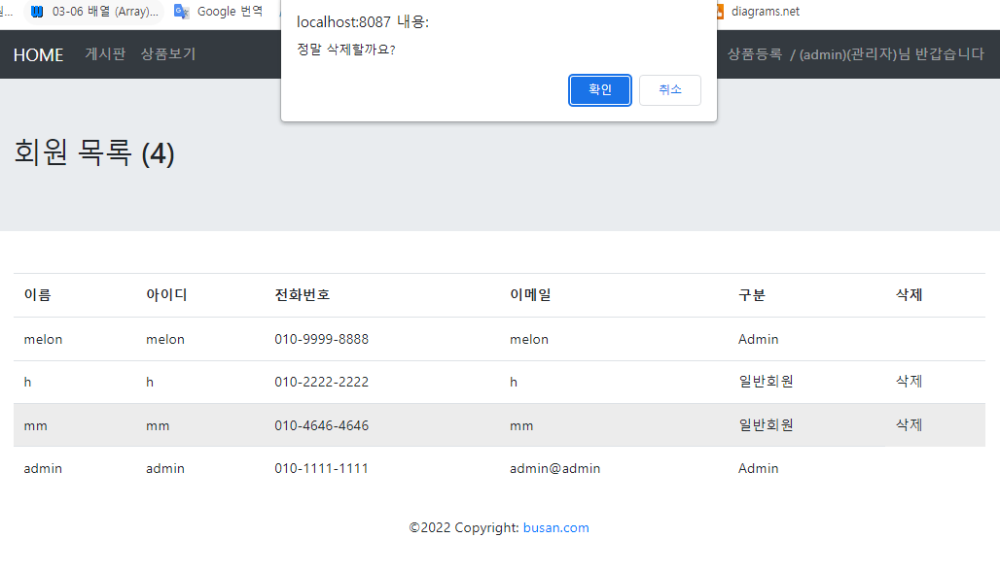 03-06 배열 (Array)... Google 번역 diagrams.net
localhost:8087 내용:
정말 삭제할까요?
확인 취소
HOME 게시판 상품보기 상품등록 / (admin)(관리자)님 반갑습니다
회원 목록 (4)
이름 아이디 전화번호 이메일 구분 삭제
melon melon 010-9999-8888 melon Admin
h h 010-2222-2222 h 일반회원 삭제
mm mm 010-4646-4646 mm 일반회원 삭제
admin admin 010-1111-1111 admin@admin Admin
©2022 Copyright: busan.com